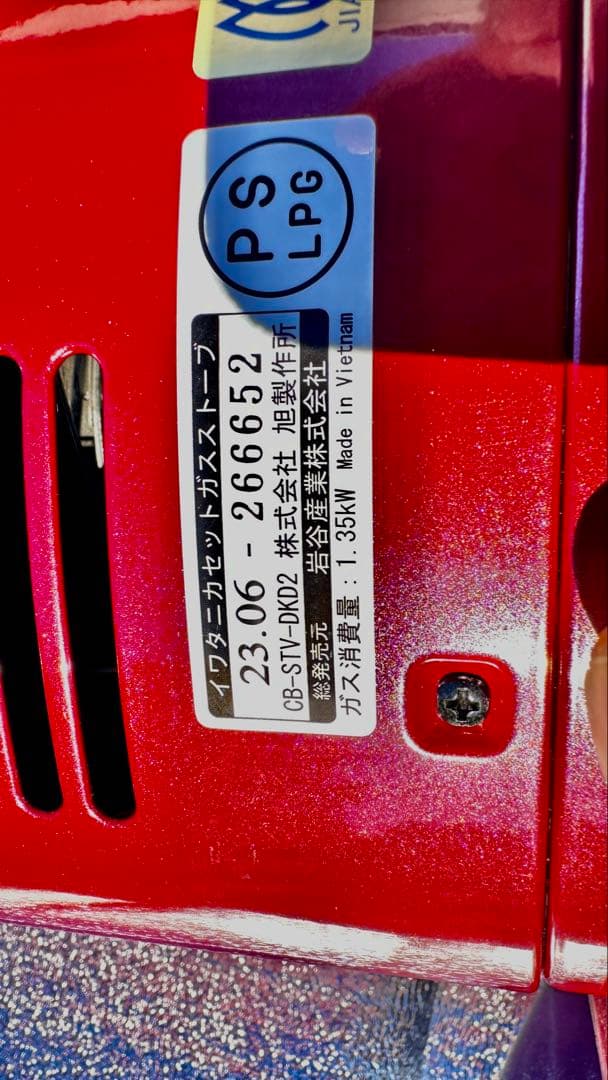 JIA
PS
LPG
イワタニカセットガスストーブ
23.06 - 266652
CB-STV-DKD2 株式会社 旭製作所
総発売元 岩谷産業株式会社
ガス消費量：1.35kW Made in Vietnam